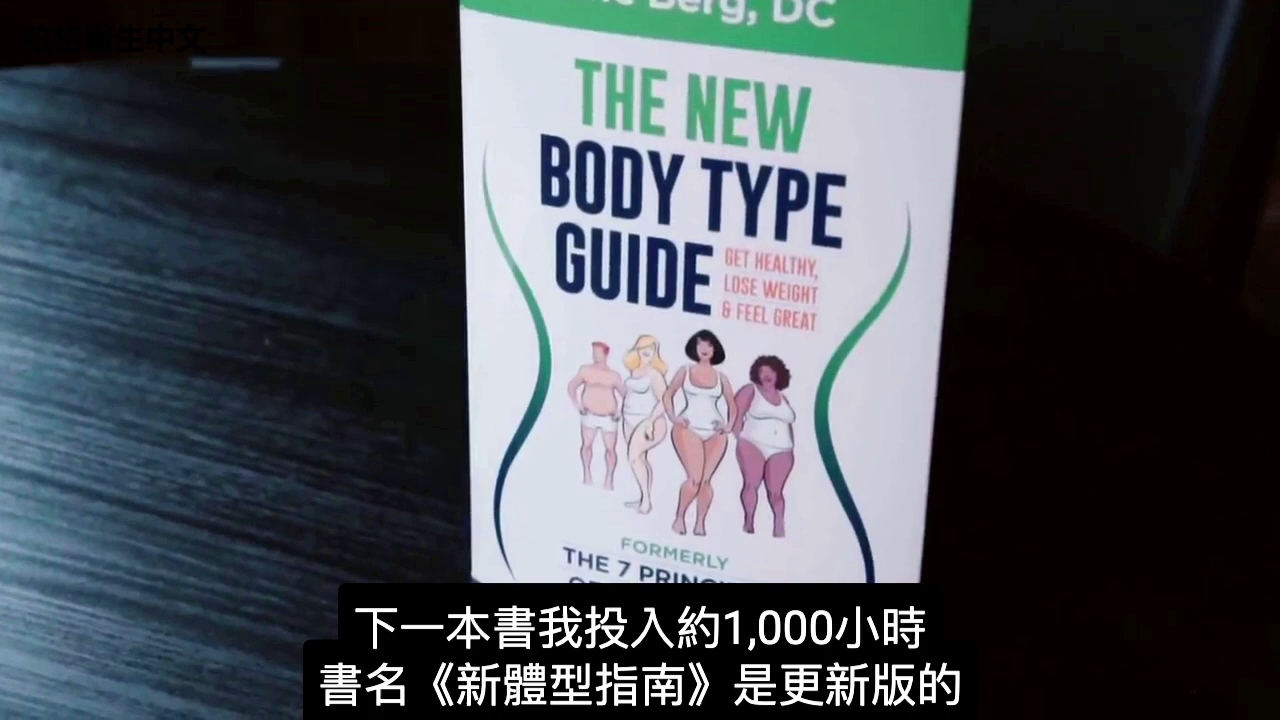 Berg, DC
THE NEW
BODY TYPE
GUIDE
GET HEALTHY,
LOSE WEIGHT
& FEEL GREAT
FORMERLY
THE 7
下一本書我投入約1,000小時
書名《新體型指南》是更新版的